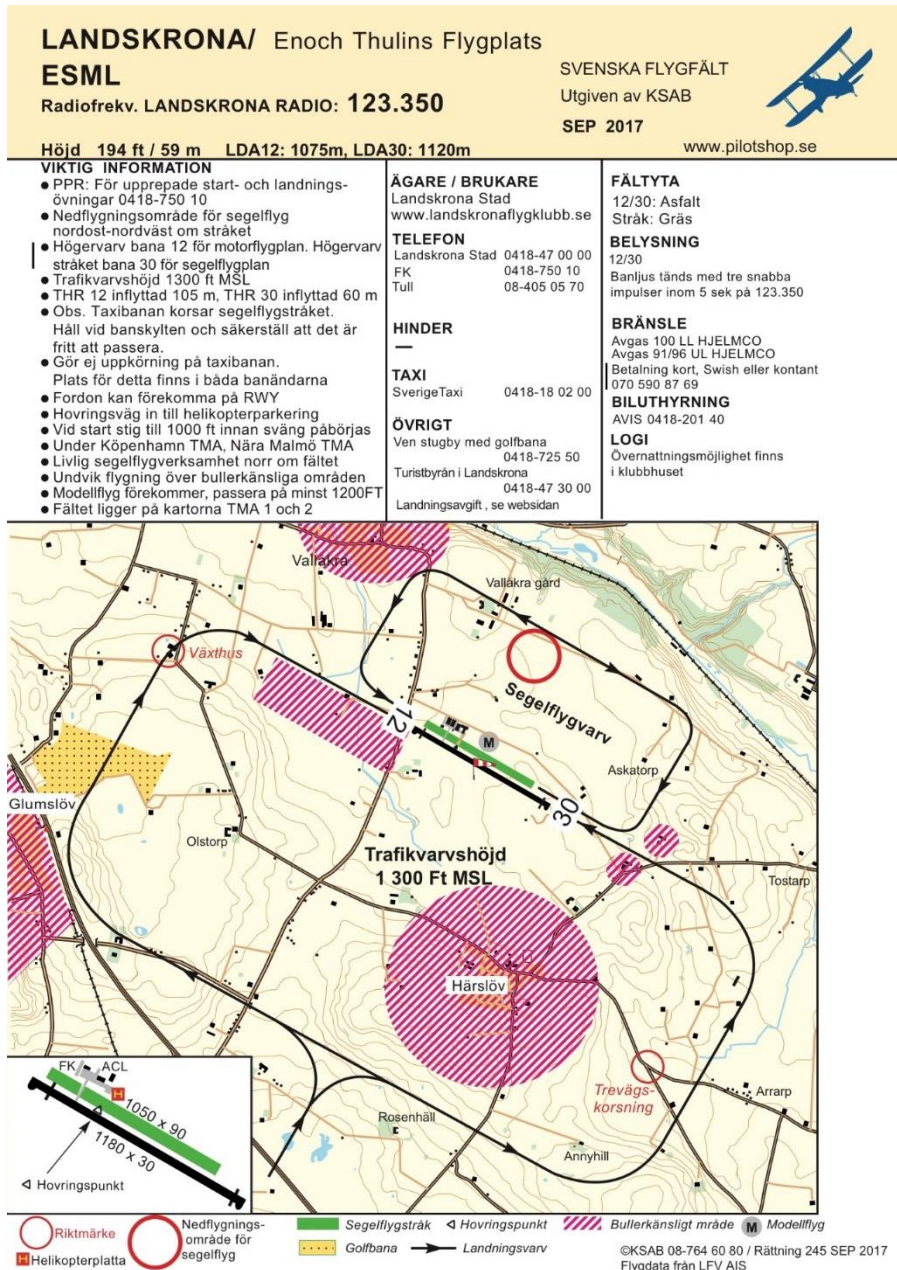 LANDSKRONA/ Enoch Thulins Flygplats
ESML
Radiofrekv. LANDSKRONA RADIO: 123.350
Höjd 194 ft / 59 m LDA12: 1075m, LDA30: 1120m
SVENSKA FLYGFÄLT
Utgiven av KSAB
SEP 2017
www.pilotshop.se
VIKTIG INFORMATION
● PPR: För upprepade start- och landnings-
övningar 0418-750 10
● Nedflygningsområde för segelflyg
nordost-nordväst om stråket
● Högervarv bana 12 för motorflygplan. Högervarv
stråket bana 30 för segelflygplan
● Trafikvarvshöjd 1300 ft MSL
● THR 12 inflyttad 105 m, THR 30 inflyttad 60 m
● Obs. Taxibanan korsar segelflygstråket.
Håll vid banskylten och säkerställ att det är
fritt att passera.
● Gör ej uppkörning på taxibanan.
Plats för detta finns i båda banändarna
● Fordon kan förekomma på RWY
● Hovringsväg in till helikopterparkering
● Vid start stig till 1000 ft innan sväng påbörjas
● Under Köpenhamn TMA, Nära Malmö TMA
● Livlig segelflygverksamhet norr om fältet
● Undvik flygning över bullerkänsliga områden
● Modellflyg förekommer, passera på minst 1200FT
● Fältet ligger på kartorna TMA 1 och 2
ÄGARE / BRUKARE
Landskrona Stad
www.landskronaflygklubb.se
TELEFON
Landskrona Stad 0418-47 00 00
FK 0418-750 10
Tull 08-405 05 70
HINDER
—
TAXI
SverigeTaxi 0418-18 02 00
ÖVRIGT
Ven stugby med golfbana
0418-725 50
Turistbyrån i Landskrona
0418-47 30 00
Landningsavgift , se websidan
FÄLTYTA
12/30: Asfalt
Stråk: Gräs
BELYSNING
12/30
Banljus tänds med tre snabba
impulser inom 5 sek på 123.350
BRÄNSLE
Avgas 100 LL HJELMCO
Avgas 91/96 UL HJELMCO
Betalning kort, Swish eller kontant
070 590 87 69
BILUTHYRNING
AVIS 0418-201 40
LOGI
Övernattningsmöjlighet finns
i klubbhuset
Vallåkra
Vallåkra gård
Växthus
Segelflygvarv
12
M
30
Askatorp
Glumslöv
Olstorp
Trafikvarvshöjd
1 300 Ft MSL
Tostarp
Härslöv
Trevägs-
korsning
Arrarp
Rosenhäll
Annyhill
FK ACL
H
1050 x 90
1180 x 30
Hovringspunkt
Riktmärke
H Helikopterplatta
Nedflygnings-
område för
segelflyg
Segelflygstråk
Golfbana
Hovringspunkt
Landningsvarv
Bullerkänsligt mråde
M Modellflyg
©KSAB 08-764 60 80 / Rättning 245 SEP 2017
Flygdata från LFV AIS